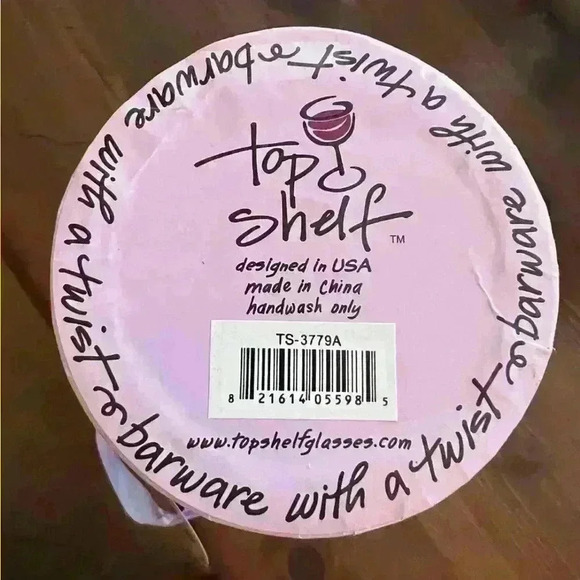 top
shelf
TM
designed in USA
made in China
handwash only
TS-3779A
8 21614 05598 5
www.topshelfglasses.com
barware with a twist e barware with a twist e barware with a twist e